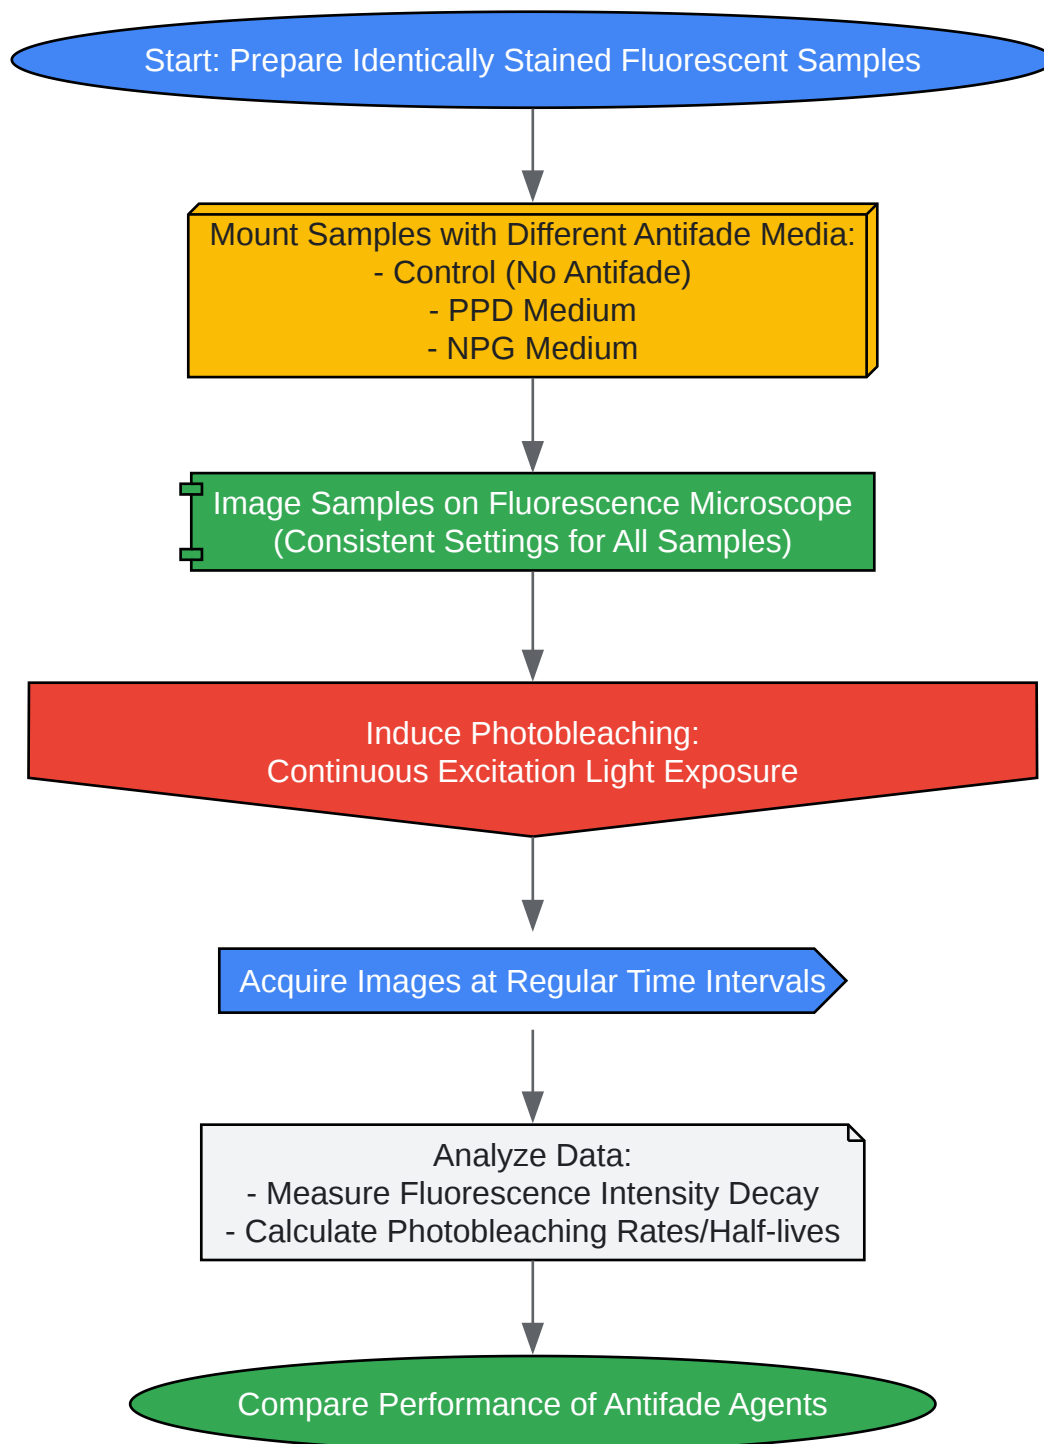 Start: Prepare Identically Stained Fluorescent Samples
Mount Samples with Different Antifade Media:
- Control (No Antifade)
- PPD Medium
- NPG Medium
Image Samples on Fluorescence Microscope
(Consistent Settings for All Samples)
Induce Photobleaching:
Continuous Excitation Light Exposure
Acquire Images at Regular Time Intervals
Analyze Data:
- Measure Fluorescence Intensity Decay
- Calculate Photobleaching Rates/Half-lives
Compare Performance of Antifade Agents